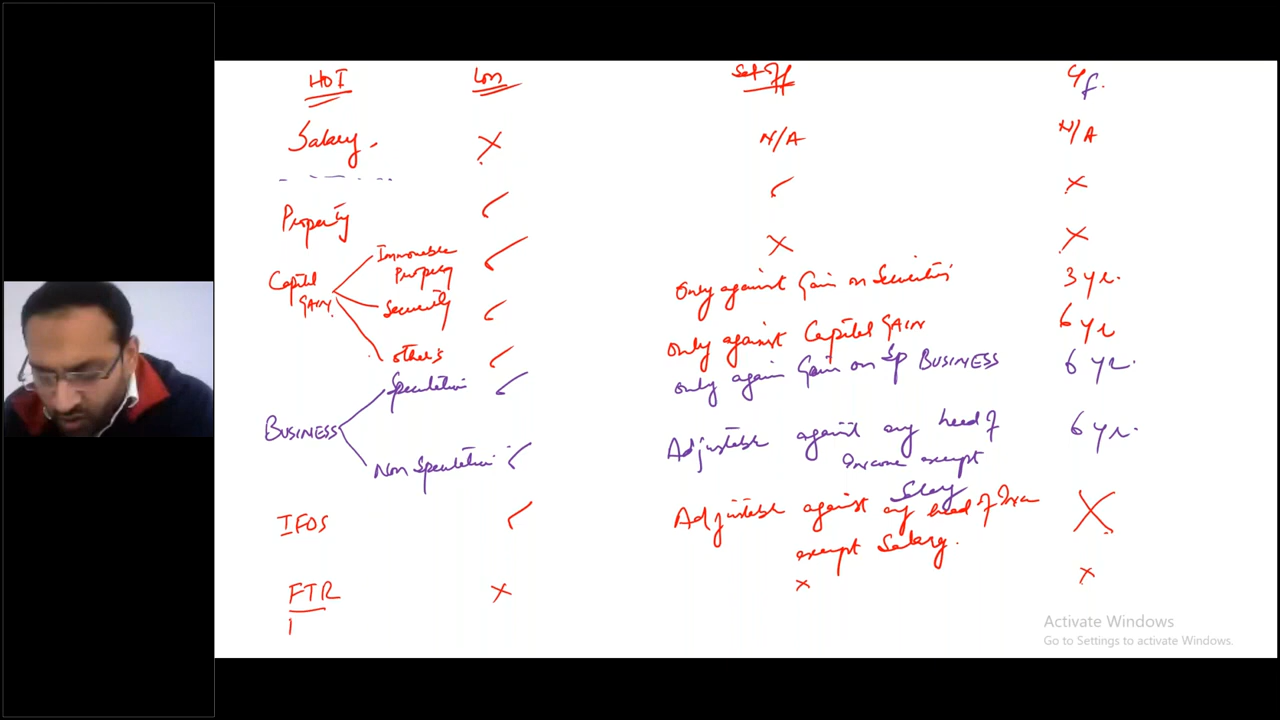 HOI Loss Set off C/f.
Salary. X N/A N/A
Property ✓ ✓ X
Capital GAIN
Immovable Property ✓ X X
Security ✓ Only against Gain on Securities 3 yr.
other's ✓ only against Capital GAIN 6 yr
BUSINESS
Speculation ✓ only again Gain on Sp BUSINESS 6 yr.
Non Speculation ✓ Adjustable against any head of 6 yr.
Income except
Salary
IFOS ✓ Adjustable against any head of X
except Salary.
FTR X X X
Activate Windows
Go to Settings to activate Windows.